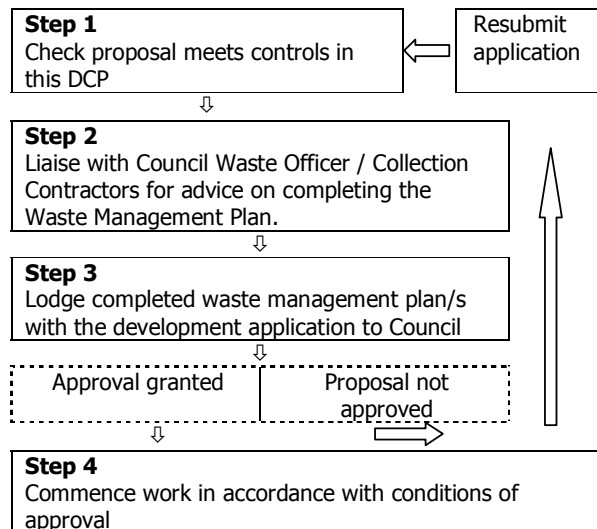 Step 1
Check proposal meets controls in
this DCP
Resubmit
application
Step 2
Liaise with Council Waste Officer / Collection
Contractors for advice on completing the
Waste Management Plan.
Step 3
Lodge completed waste management plan/s
with the development application to Council
Approval granted
Proposal not
approved
Step 4
Commence work in accordance with conditions of
approval